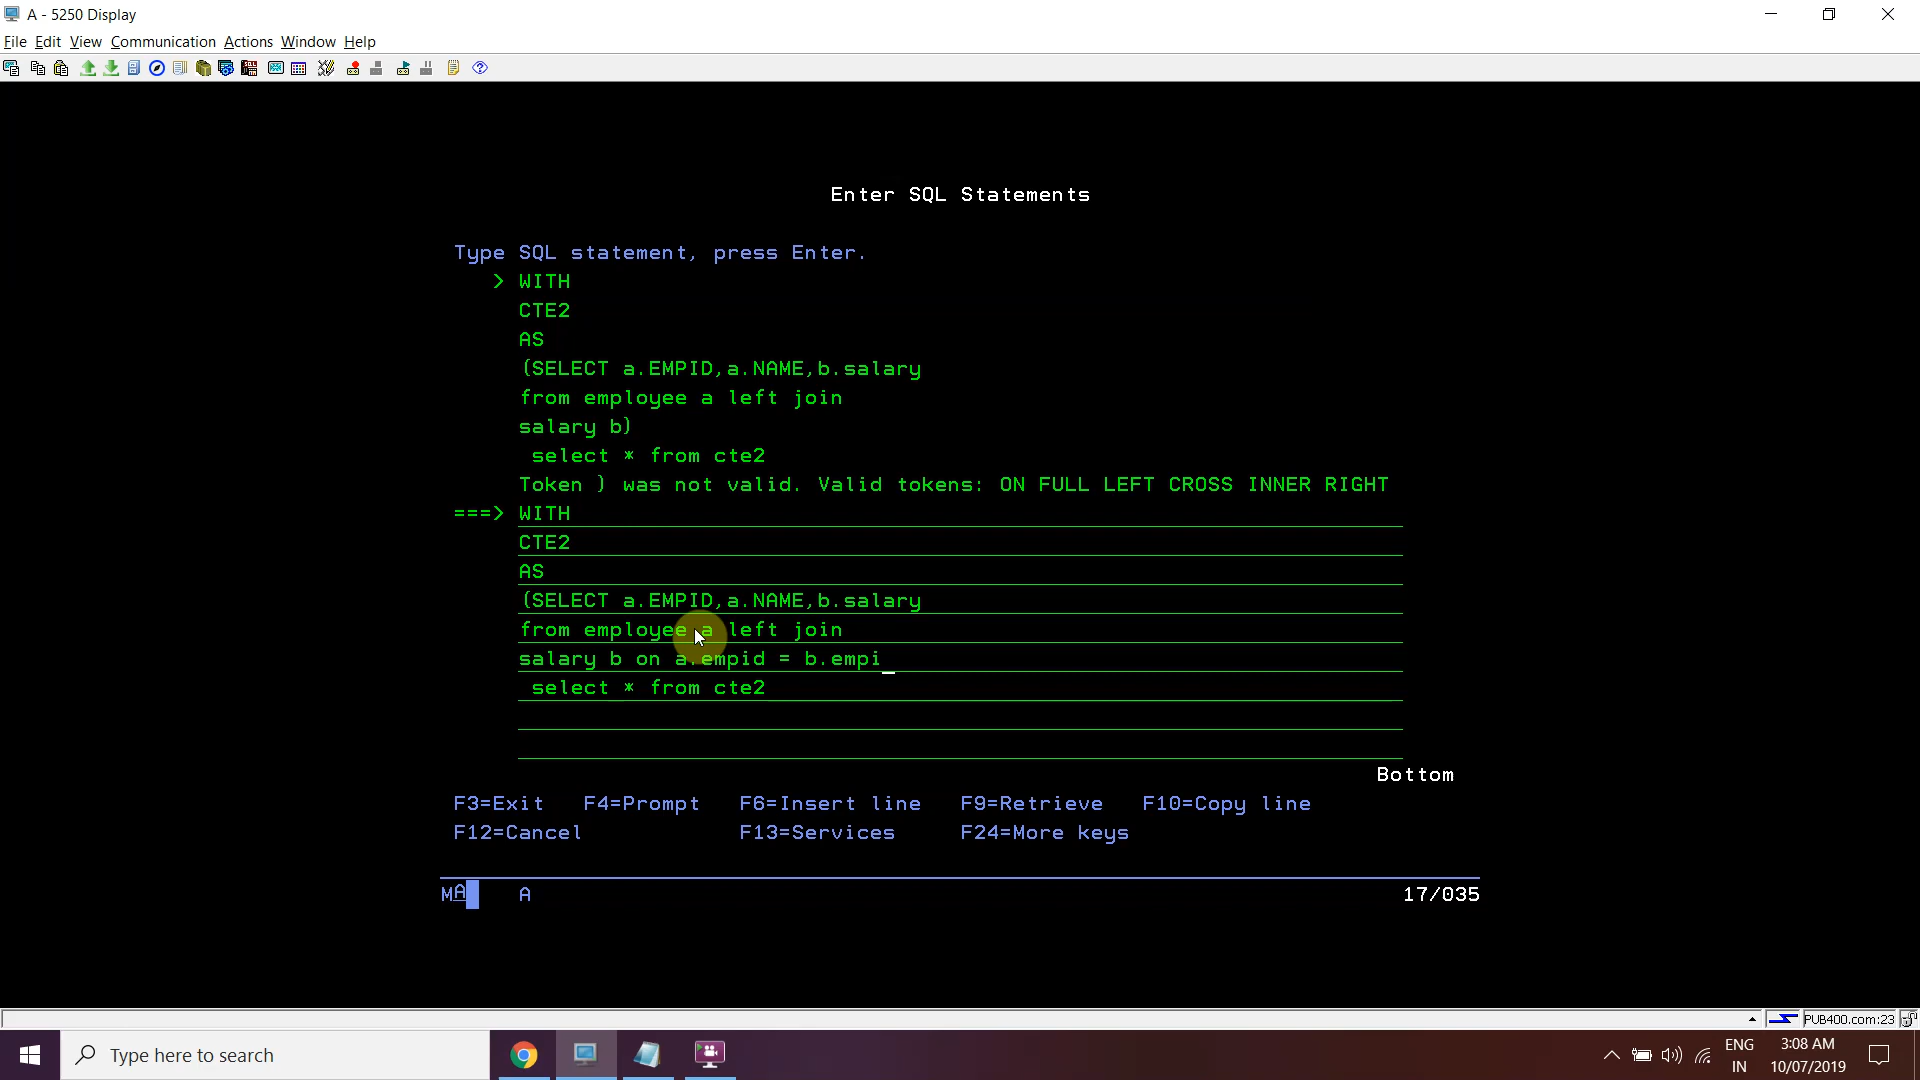 A - 5250 Display
File Edit View Communication Actions Window Help
Enter SQL Statements
Type SQL statement, press Enter.
> WITH
CTE2
AS
(SELECT a.EMPID,a.NAME,b.salary
from employee a left join
salary b)
select * from cte2
Token ) was not valid. Valid tokens: ON FULL LEFT CROSS INNER RIGHT
===> WITH
CTE2
AS
(SELECT a.EMPID,a.NAME,b.salary
from employee a left join
salary b on a.empid = b.empi_
select * from cte2
Bottom
F3=Exit F4=Prompt F6=Insert line F9=Retrieve F10=Copy line
F12=Cancel F13=Services F24=More keys
MA A 17/035
PUB400.com:23
Type here to search
ENG 3:08 AM
IN 10/07/2019